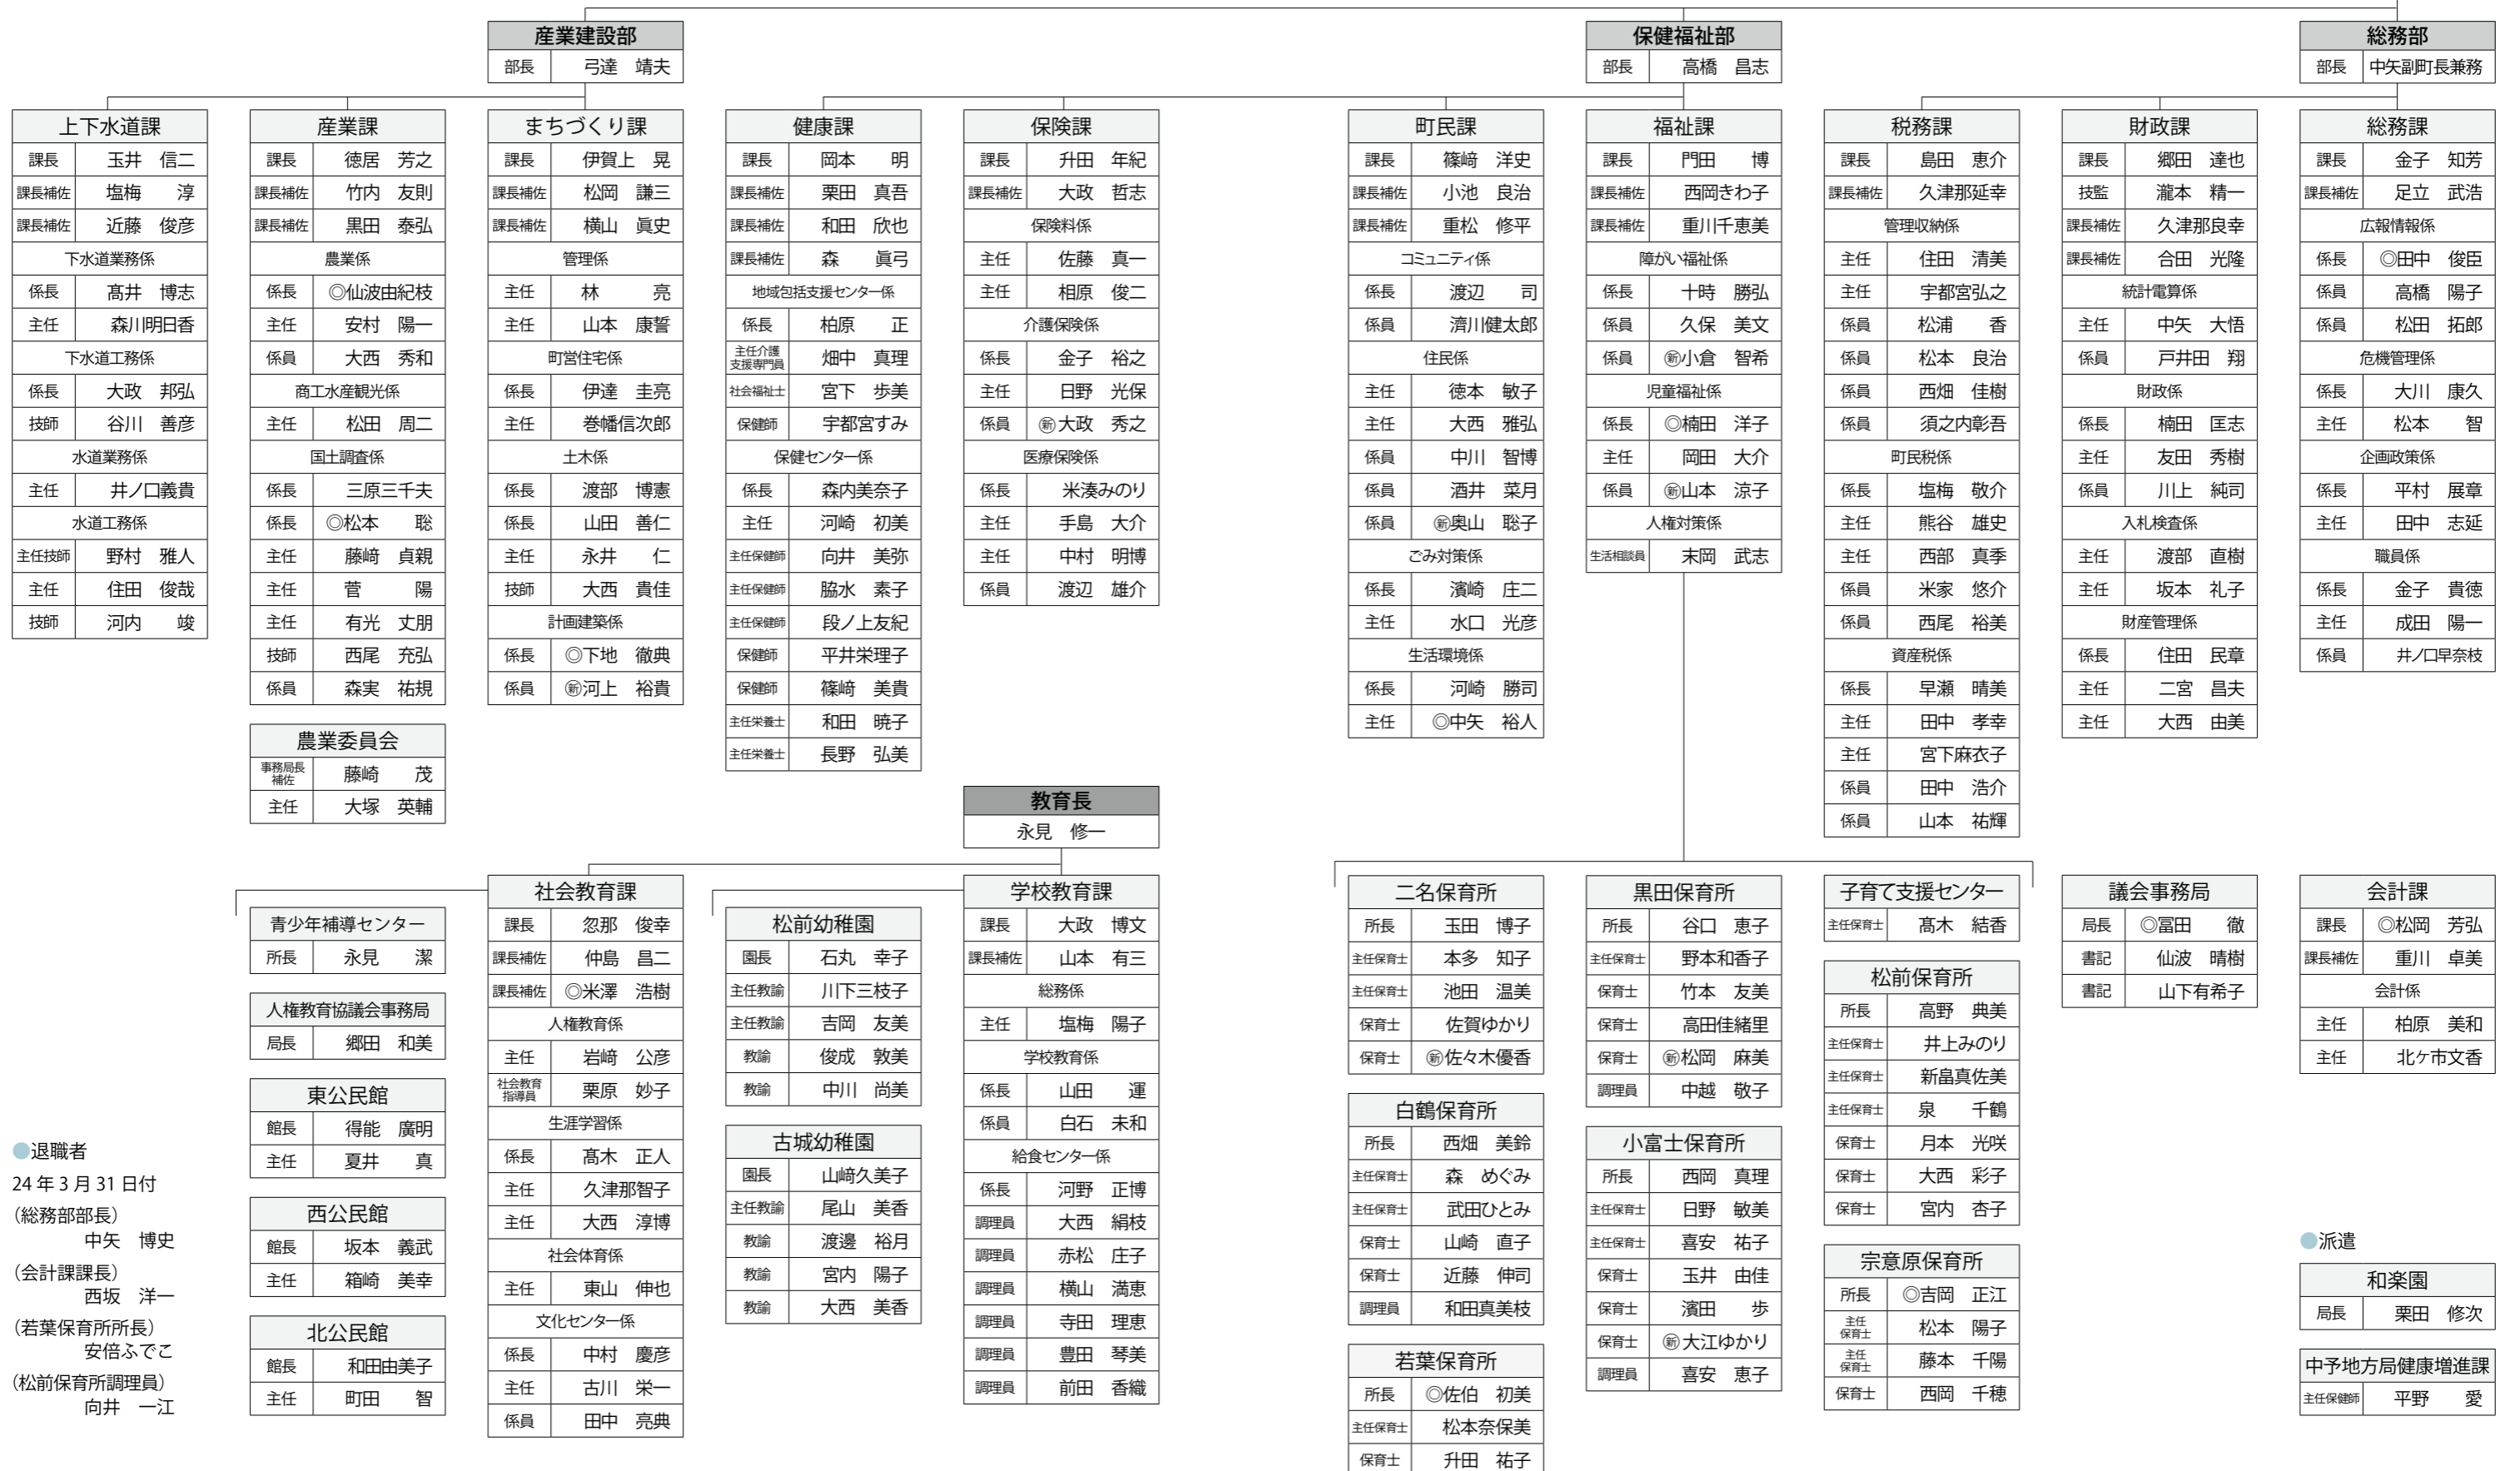 産業建設部
部長 弓達 靖夫
保健福祉部
部長 高橋 昌志
総務部
部長 中矢副町長兼務
上下水道課
課長 玉井 信二
課長補佐 塩梅 淳
課長補佐 近藤 俊彦
下水道業務係
係長 髙井 博志
主任 森川明日香
下水道工務係
係長 大政 邦弘
技師 谷川 善彦
水道業務係
主任 井ノ口義貴
水道工務係
主任技師 野村 雅人
主任 住田 俊哉
技師 河内 竣
産業課
課長 徳居 芳之
課長補佐 竹内 友則
課長補佐 黒田 泰弘
農業係
係長 ◎仙波由紀枝
主任 安村 陽一
係員 大西 秀和
商工水産観光係
主任 松田 周二
国土調査係
係長 三原三千夫
係長 ◎松本 聡
主任 藤﨑 貞親
主任 菅 陽
主任 有光 丈朋
技師 西尾 充弘
係員 森実 祐規
農業委員会
事務局長補佐 藤崎 茂
主任 大塚 英輔
まちづくり課
課長 伊賀上 晃
課長補佐 松岡 謙三
課長補佐 横山 眞史
管理係
主任 林 亮
主任 山本 康誓
町営住宅係
係長 伊達 圭亮
主任 巻幡信次郎
土木係
係長 渡部 博憲
係長 山田 善仁
主任 永井 仁
技師 大西 貴佳
計画建築係
係長 ◎下地 徹典
係員 ㊟河上 裕貴
健康課
課長 岡本 明
課長補佐 栗田 真吾
課長補佐 和田 欣也
課長補佐 森 眞弓
地域包括支援センター係
係長 柏原 正
主任介護支援専門員 畑中 真理
社会福祉士 宮下 歩美
保健師 宇都宮すみ
保健センター係
係長 森内美奈子
主任 河崎 初美
主任保健師 向井 美弥
主任保健師 脇水 素子
主任保健師 段ノ上友紀
保健師 平井栄理子
保健師 篠﨑 美貴
主任栄養士 和田 暁子
主任栄養士 長野 弘美
保険課
課長 升田 年紀
課長補佐 大政 哲志
保険料係
主任 佐藤 真一
主任 相原 俊二
介護保険係
係長 金子 裕之
主任 日野 光保
係員 新大政 秀之
医療保険係
係長 米湊みのり
主任 手島 大介
主任 中村 明博
係員 渡辺 雄介
町民課
課長 篠﨑 洋史
課長補佐 小池 良治
課長補佐 重松 修平
コミュニティ係
係長 渡辺 司
係員 濟川健太郎
住民係
主任 徳本 敏子
主任 大西 雅弘
係員 中川 智博
係員 酒井 菜月
係員 新奥山 聡子
ごみ対策係
係長 濱崎 庄二
主任 水口 光彦
生活環境係
係長 河崎 勝司
主任 ◎中矢 裕人
福祉課
課長 門田 博
課長補佐 西岡きわ子
課長補佐 重川千恵美
障がい福祉係
係長 十時 勝弘
係員 久保 美文
係員 新小倉 智希
児童福祉係
係長 ◎楠田 洋子
主任 岡田 大介
係員 新山本 涼子
人権対策係
生活相談員 末岡 武志
税務課
課長 島田 恵介
課長補佐 久津那延幸
管理収納係
主任 住田 清美
主任 宇都宮弘之
係員 松浦 香
係員 松本 良治
係員 西畑 佳樹
係員 須之内彰吾
町民税係
係長 塩梅 敬介
主任 熊谷 雄史
主任 西部 真季
係員 米家 悠介
係員 西尾 裕美
資産税係
係長 早瀬 晴美
主任 田中 孝幸
主任 宮下麻衣子
係員 田中 浩介
係員 山本 祐輝
財政課
課長 郷田 達也
技監 瀧本 精一
課長補佐 久津那良幸
課長補佐 合田 光隆
統計電算係
主任 中矢 大悟
係員 戸井田 翔
財政係
係長 楠田 匡志
主任 友田 秀樹
係員 川上 純司
入札検査係
主任 渡部 直樹
主任 坂本 礼子
財産管理係
係長 住田 民章
主任 二宮 昌夫
主任 大西 由美
総務課
課長 金子 知芳
課長補佐 足立 武浩
広報情報係
係長 ◎田中 俊臣
係員 高橋 陽子
係員 松田 拓郎
危機管理係
係長 大川 康久
主任 松本 智
企画政策係
係長 平村 展章
主任 田中 志延
職員係
係長 金子 貴徳
主任 成田 陽一
係員 井ノ口早奈枝
教育長
永見 修一
●退職者
24 年 3 月 31 日付
（総務部部長）
中矢 博史
（会計課課長）
西坂 洋一
（若葉保育所所長）
安倍ふでこ
（松前保育所調理員）
向井 一江
青少年補導センター
所長 永見 潔
人権教育協議会事務局
局長 郷田 和美
東公民館
館長 得能 廣明
主任 夏井 真
西公民館
館長 坂本 義武
主任 箱崎 美幸
北公民館
館長 和田由美子
主任 町田 智
社会教育課
課長 忽那 俊幸
課長補佐 仲島 昌二
課長補佐 ◎米澤 浩樹
人権教育係
主任 岩﨑 公彦
社会教育指導員 栗原 妙子
生涯学習係
係長 髙木 正人
主任 久津那智子
主任 大西 淳博
社会体育係
主任 東山 伸也
文化センター係
係長 中村 慶彦
主任 古川 栄一
係員 田中 亮典
松前幼稚園
園長 石丸 幸子
主任教諭 川下三枝子
主任教諭 吉岡 友美
教諭 俊成 敦美
教諭 中川 尚美
古城幼稚園
園長 山﨑久美子
主任教諭 尾山 美香
教諭 渡邊 裕月
教諭 宮内 陽子
教諭 大西 美香
学校教育課
課長 大政 博文
課長補佐 山本 有三
総務係
主任 塩梅 陽子
学校教育係
係長 山田 運
係員 白石 未和
給食センター係
係長 河野 正博
調理員 大西 絹枝
調理員 赤松 庄子
調理員 横山 満恵
調理員 寺田 理恵
調理員 豊田 琴美
調理員 前田 香織
二名保育所
所長 玉田 博子
主任保育士 本多 知子
主任保育士 池田 温美
保育士 佐賀ゆかり
保育士 新佐々木優香
白鶴保育所
所長 西畑 美鈴
主任保育士 森 めぐみ
主任保育士 武田ひとみ
保育士 山崎 直子
保育士 近藤 伸司
調理員 和田真美枝
若葉保育所
所長 ◎佐伯 初美
主任保育士 松本奈保美
保育士 升田 祐子
黒田保育所
所長 谷口 恵子
主任保育士 野本和香子
保育士 竹本 友美
保育士 高田佳緒里
保育士 新松岡 麻美
調理員 中越 敬子
小富士保育所
所長 西岡 真理
主任保育士 日野 敏美
主任保育士 喜安 祐子
保育士 玉井 由佳
保育士 濱田 歩
保育士 新大江ゆかり
調理員 喜安 恵子
子育て支援センター
主任保育士 髙木 結香
松前保育所
所長 高野 典美
主任保育士 井上みのり
主任保育士 新畠真佐美
主任保育士 泉 千鶴
保育士 月本 光咲
保育士 大西 彩子
保育士 宮内 杏子
宗意原保育所
所長 ◎吉岡 正江
主任保育士 松本 陽子
主任保育士 藤本 千陽
保育士 西岡 千穂
議会事務局
局長 ◎冨田 徹
書記 仙波 晴樹
書記 山下有希子
会計課
課長 ◎松岡 芳弘
課長補佐 重川 卓美
会計係
主任 柏原 美和
主任 北ケ市文香
●派遣
和楽園
局長 栗田 修次
中予地方局健康増進課
主任保健師 平野 愛